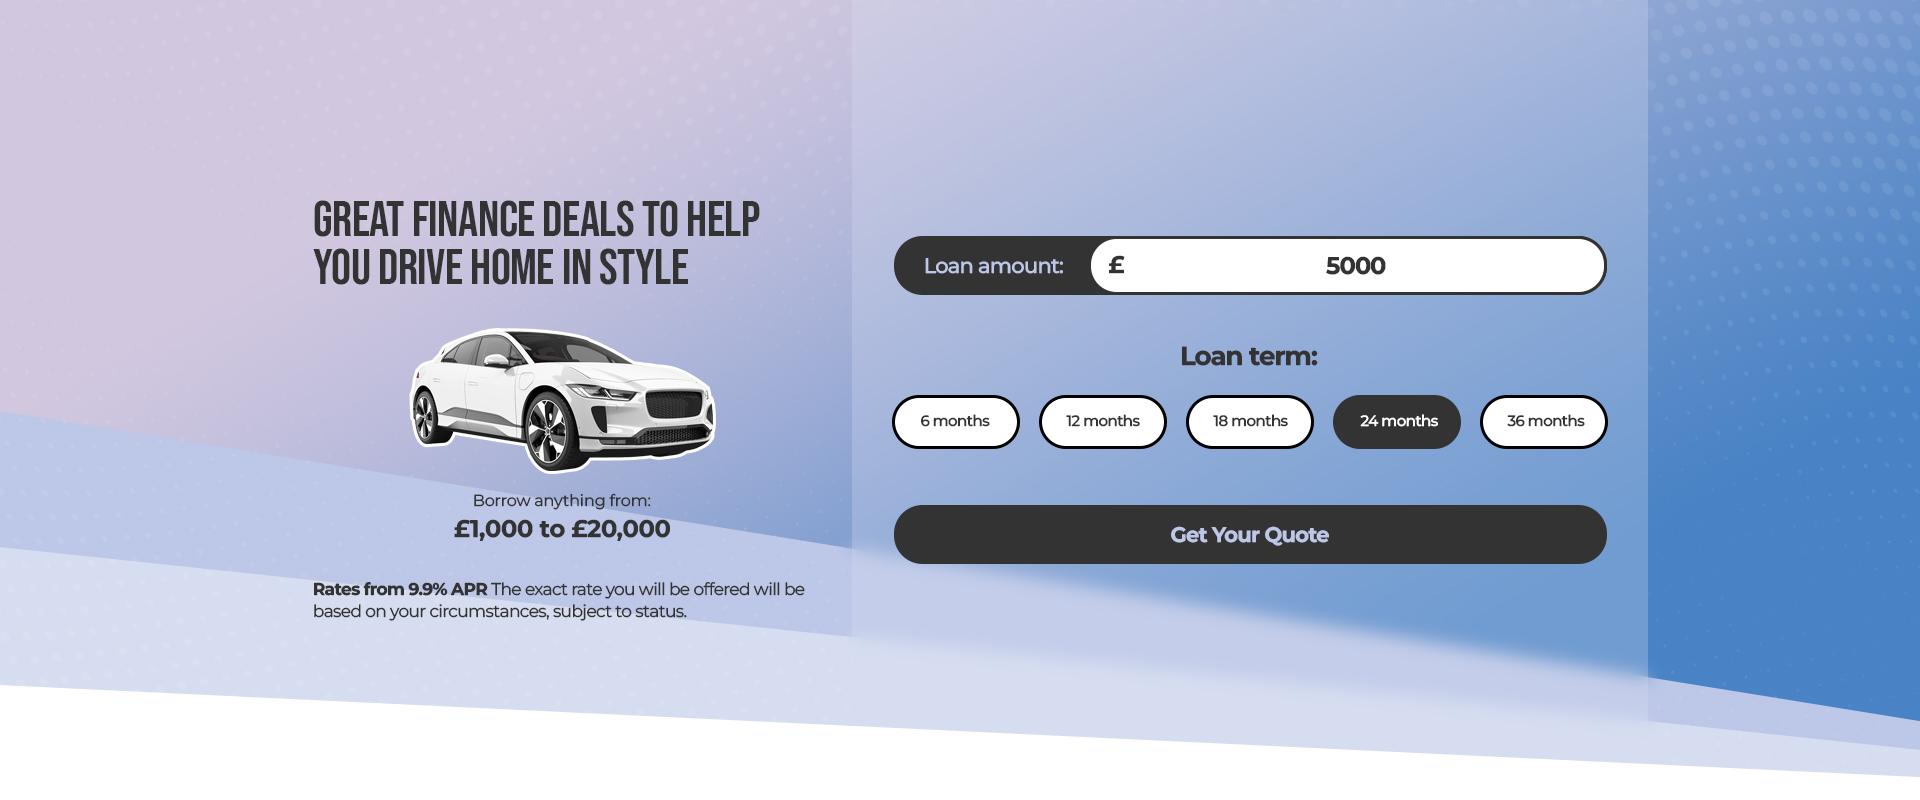 GREAT FINANCE DEALS TO HELP
YOU DRIVE HOME IN STYLE
Borrow anything from:
£1,000 to £20,000
Rates from 9.9% APR The exact rate you will be offered will be
based on your circumstances, subject to status.
Loan amount: £ 5000
Loan term:
6 months 12 months 18 months 24 months 36 months
Get Your Quote